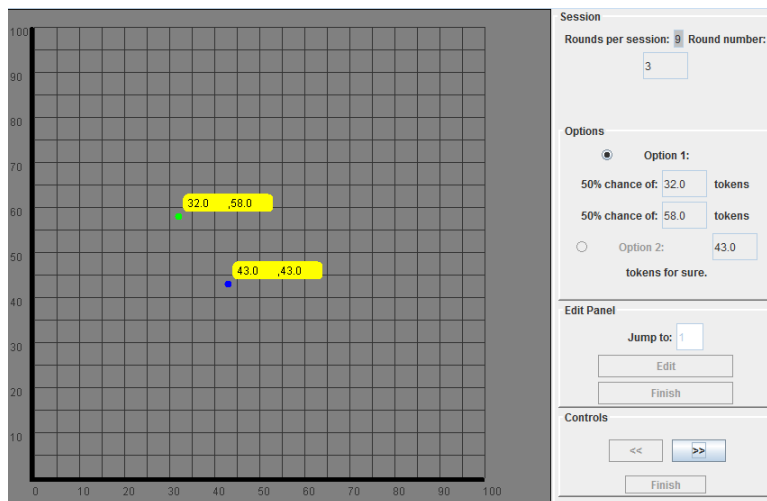 Session
Rounds per session: 9 Round number:
3
Options
Option 1:
50% chance of: 32.0 tokens
50% chance of: 58.0 tokens
Option 2: 43.0
tokens for sure.
Edit Panel
Jump to: 1
Edit
Finish
Controls
<< >>
Finish
100
90
80
70
60
50
40
30
20
10
32.0 ,58.0
43.0 ,43.0
0 10 20 30 40 50 60 70 80 90 100